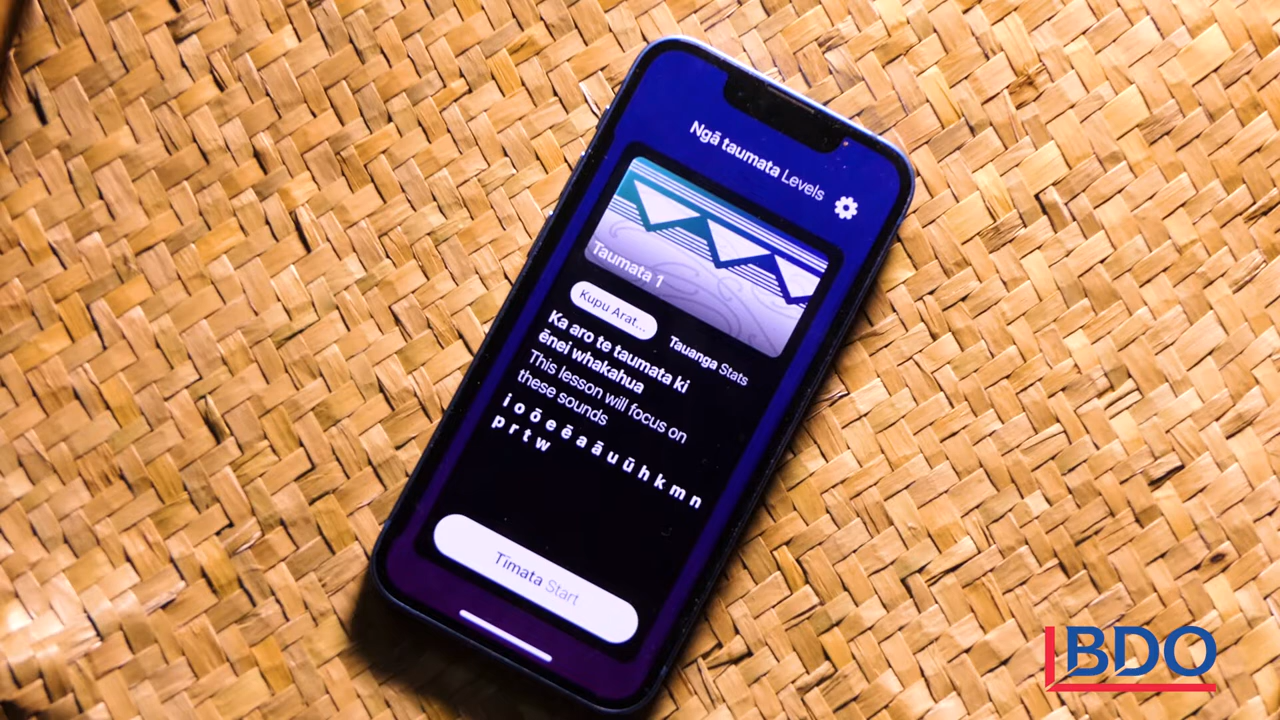 Ngā taumata Levels
Taumata 1
Kupu Arat...
Tauanga Stats
Ka aro te taumata ki
ēnei whakahua
This lesson will focus on
these sounds
i o ō e ē a ā u ū h k m n
p r t w
Tīmata Start
BDO